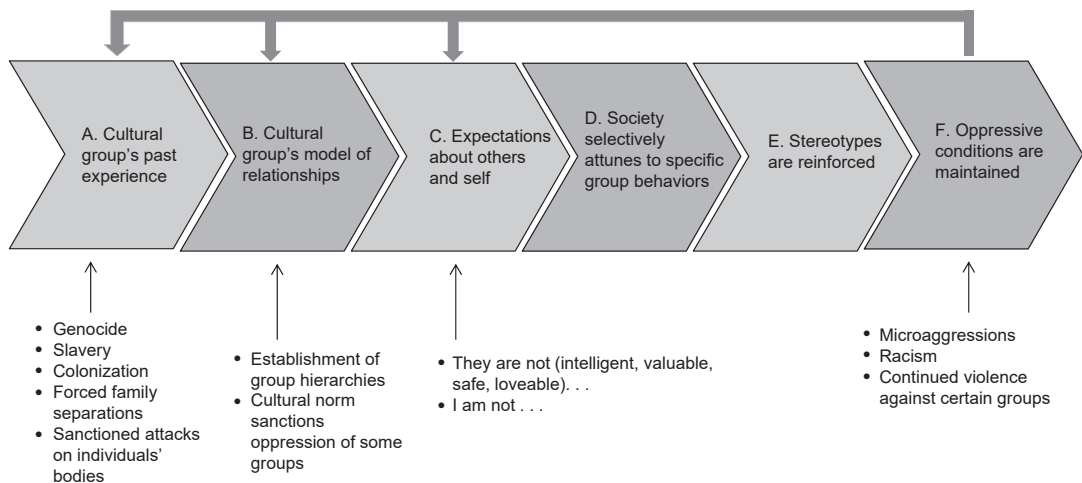 A. Cultural
group’s past
experience
B. Cultural
group’s model of
relationships
C. Expectations
about others
and self
D. Society
selectively
attunes to specific
group behaviors
E. Stereotypes
are reinforced
F. Oppressive
conditions are
maintained
• Genocide
• Slavery
• Colonization
• Forced family
separations
• Sanctioned attacks
on individuals’
bodies
• Establishment of
group hierarchies
• Cultural norm
sanctions
oppression of some
groups
• They are not (intelligent, valuable,
safe, loveable). . .
• I am not . . .
• Microaggressions
• Racism
• Continued violence
against certain groups